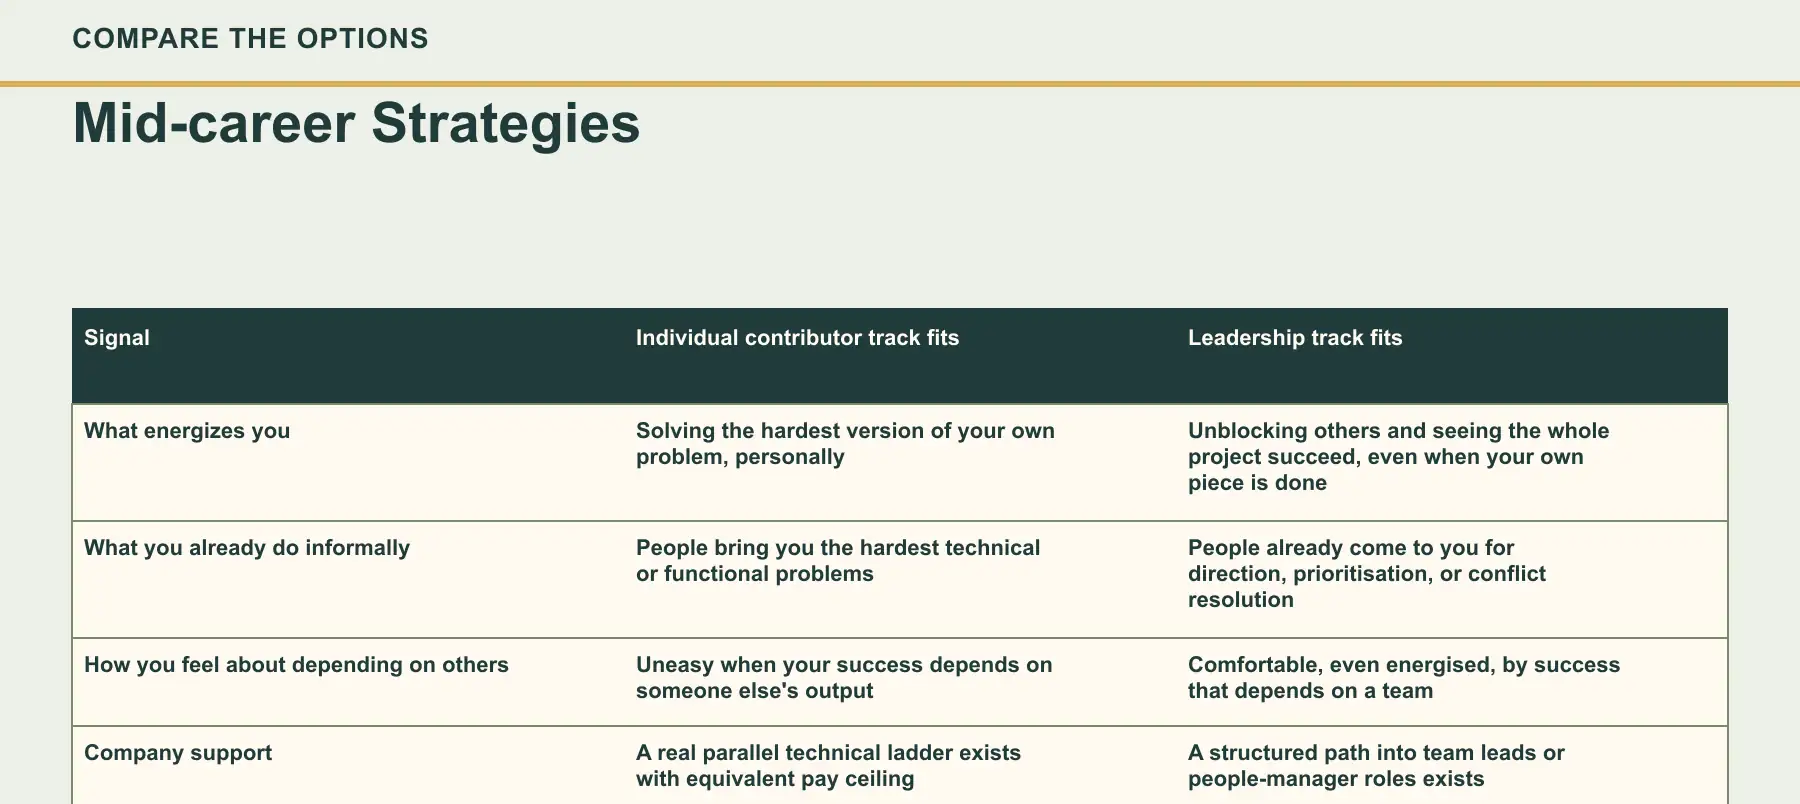 COMPARE THE OPTIONS
Mid-career Strategies
Signal
Individual contributor track fits
Leadership track fits
What energizes you
Solving the hardest version of your own
problem, personally
Unblocking others and seeing the whole
project succeed, even when your own
piece is done
What you already do informally
People bring you the hardest technical
or functional problems
People already come to you for
direction, prioritisation, or conflict
resolution
How you feel about depending on others
Uneasy when your success depends on
someone else's output
Comfortable, even energised, by success
that depends on a team
Company support
A real parallel technical ladder exists
with equivalent pay ceiling
A structured path into team leads or
people-manager roles exists